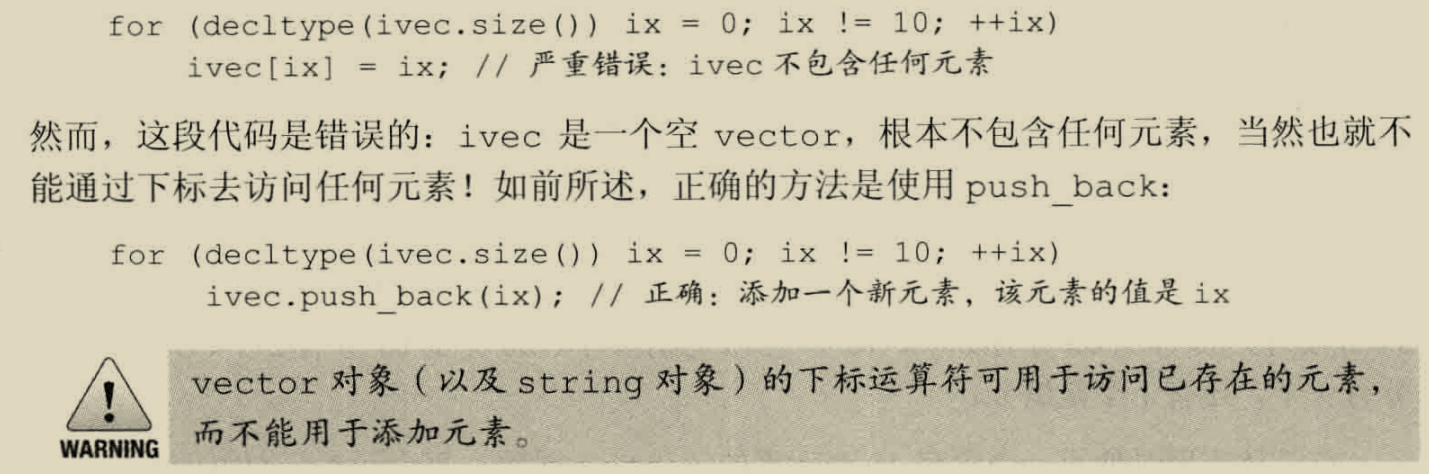 for (decltype(ivec.size()) ix = 0; ix != 10; ++ix)
ivec[ix] = ix; // 严重错误：ivec 不包含任何元素
然而，这段代码是错误的：ivec 是一个空 vector，根本不包含任何元素，当然也就不
能通过下标去访问任何元素！如前所述，正确的方法是使用 push_back：
for (decltype(ivec.size()) ix = 0; ix != 10; ++ix)
ivec.push_back(ix); // 正确：添加一个新元素，该元素的值是 ix
vector 对象（以及 string 对象）的下标运算符可用于访问已存在的元素，
而不能用于添加元素。
WARNING